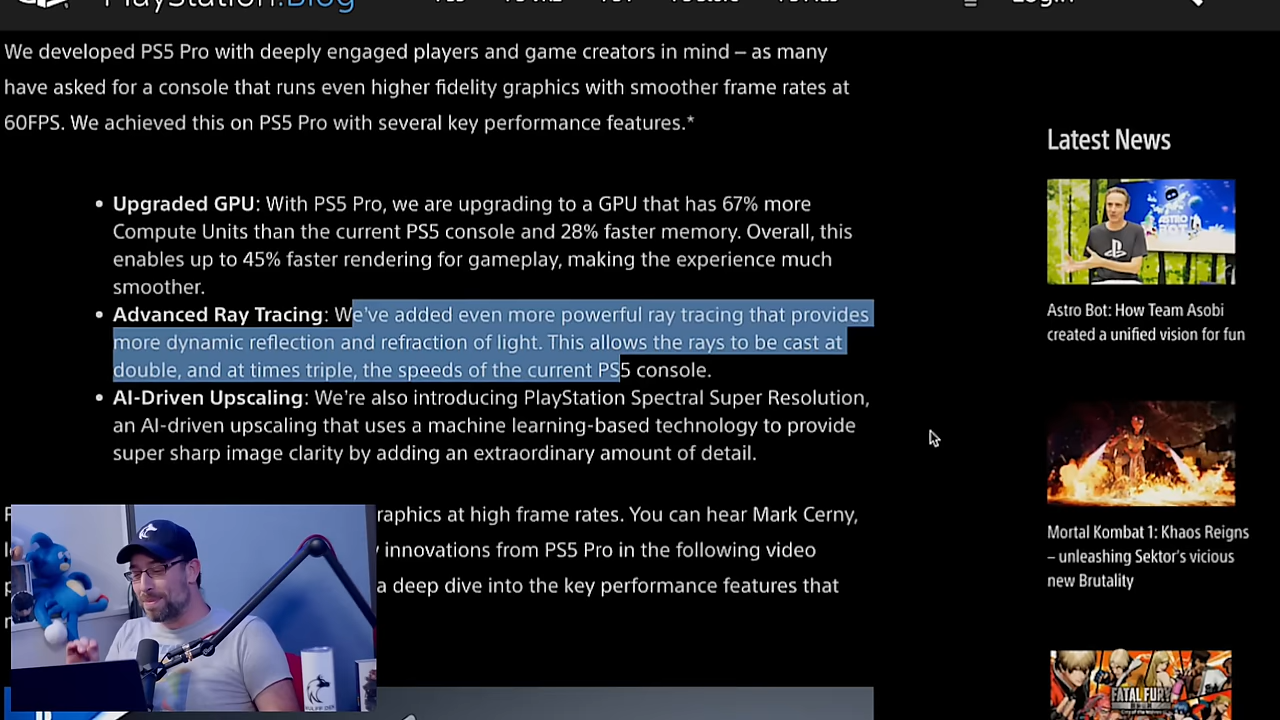 PlayStation.Blog
Login
We developed PS5 Pro with deeply engaged players and game creators in mind – as many
have asked for a console that runs even higher fidelity graphics with smoother frame rates at
60FPS. We achieved this on PS5 Pro with several key performance features.*
• Upgraded GPU: With PS5 Pro, we are upgrading to a GPU that has 67% more
Compute Units than the current PS5 console and 28% faster memory. Overall, this
enables up to 45% faster rendering for gameplay, making the experience much
smoother.
• Advanced Ray Tracing: We've added even more powerful ray tracing that provides
more dynamic reflection and refraction of light. This allows the rays to be cast at
double, and at times triple, the speeds of the current PS5 console.
• AI-Driven Upscaling: We're also introducing PlayStation Spectral Super Resolution,
an AI-driven upscaling that uses a machine learning-based technology to provide
super sharp image clarity by adding an extraordinary amount of detail.
raphics at high frame rates. You can hear Mark Cerny,
innovations from PS5 Pro in the following video
a deep dive into the key performance features that
Latest News
ASTRO BOT
Astro Bot: How Team Asobi
created a unified vision for fun
Mortal Kombat 1: Khaos Reigns
– unleashing Sektor's vicious
new Brutality
FATAL FURY